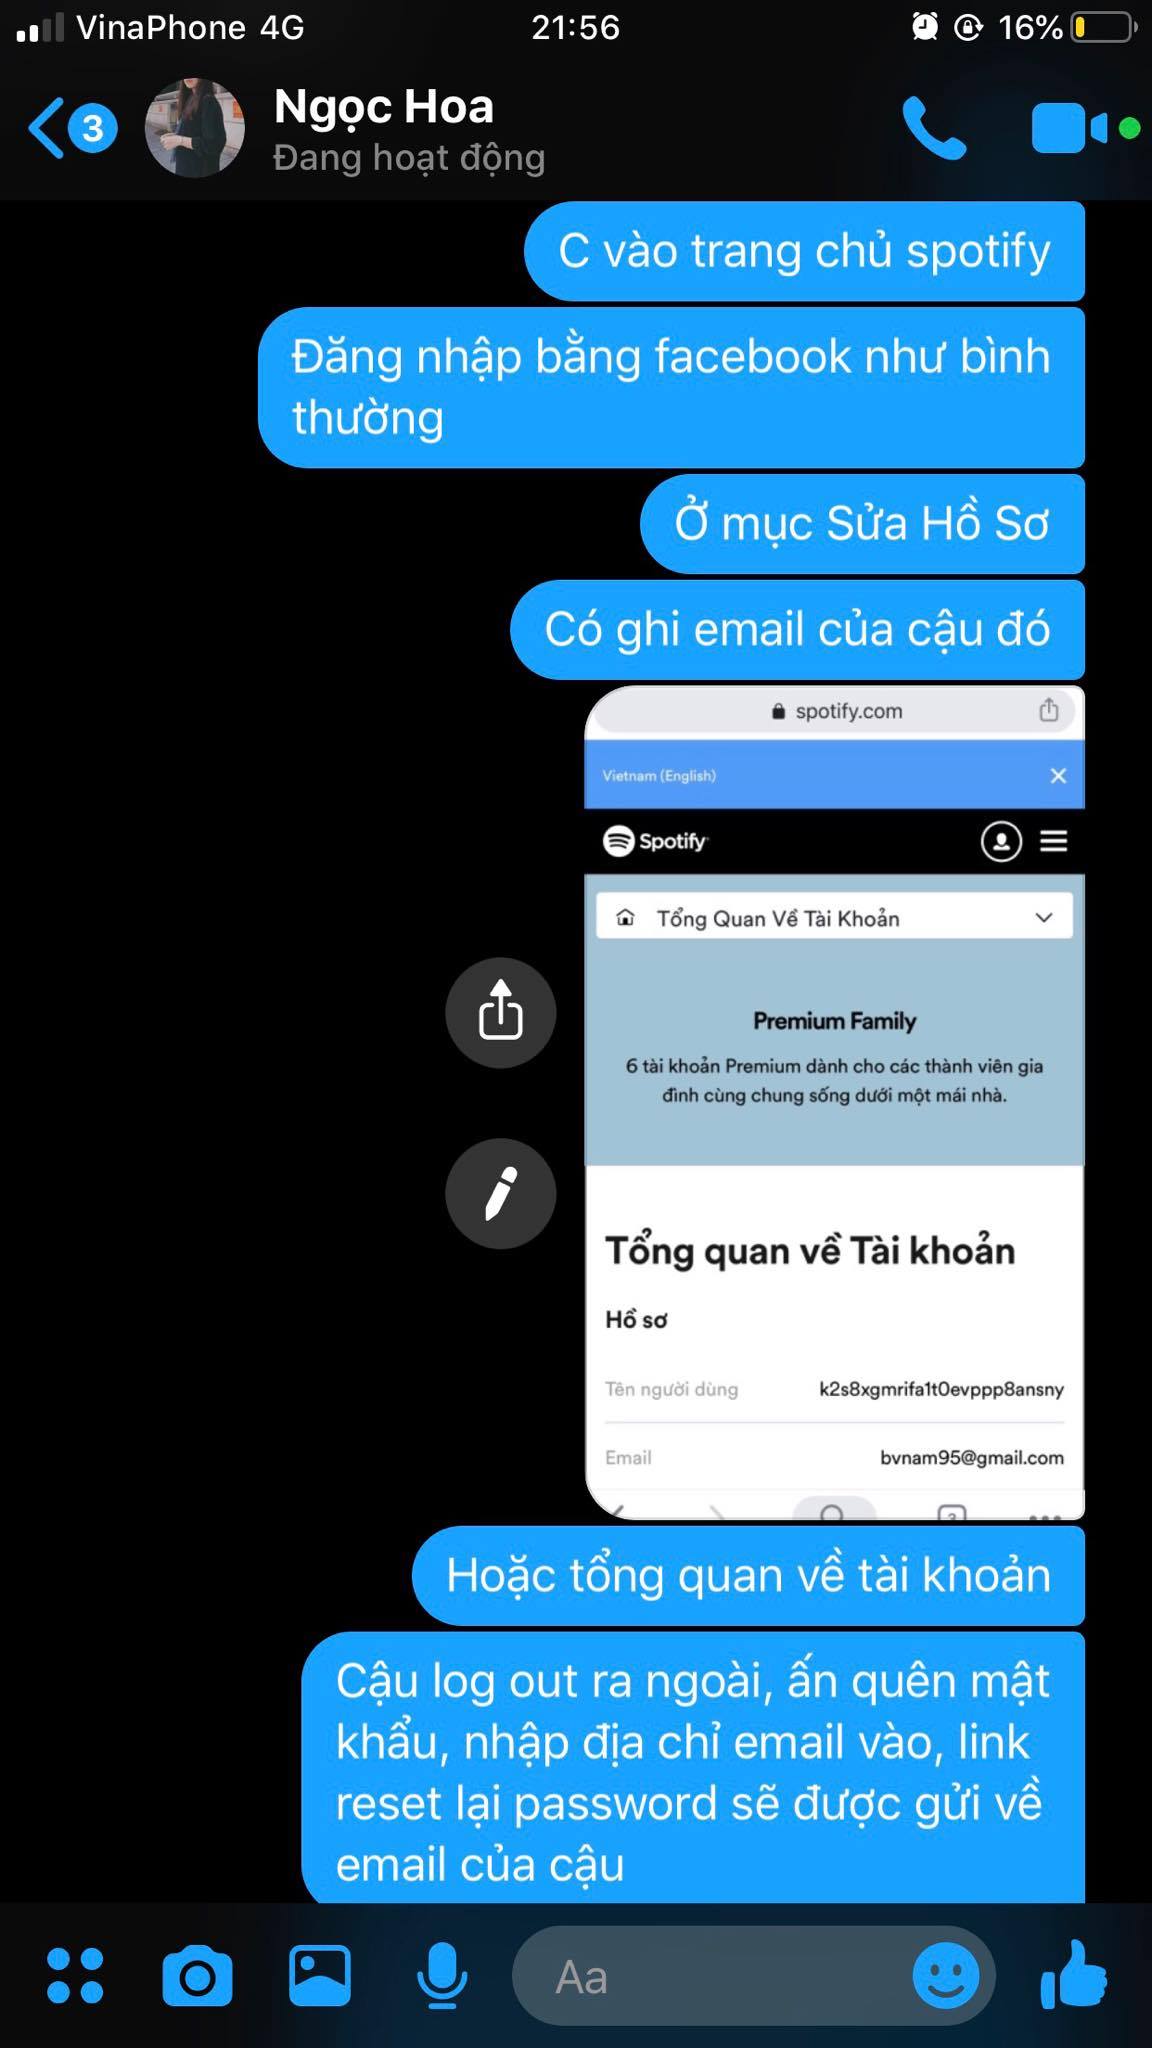 VinaPhone 4G 21:56 16%
3 Ngọc Hoa
Đang hoạt động
C vào trang chủ spotify
Đăng nhập bằng facebook như bình
thường
Ở mục Sửa Hồ Sơ
Có ghi email của cậu đó
spotify.com
Vietnam (English)
Spotify
Tổng Quan Về Tài Khoản
Premium Family
6 tài khoản Premium dành cho các thành viên gia
đình cùng chung sống dưới một mái nhà.
Tổng quan về Tài khoản
Hồ sơ
Tên người dùng k2s8xgmrifa1t0evppp8ansny
Email bvnam95@gmail.com
Hoặc tổng quan về tài khoản
Cậu log out ra ngoài, ấn quên mật
khẩu, nhập địa chỉ email vào, link
reset lại password sẽ được gửi về
email của cậu
Aa